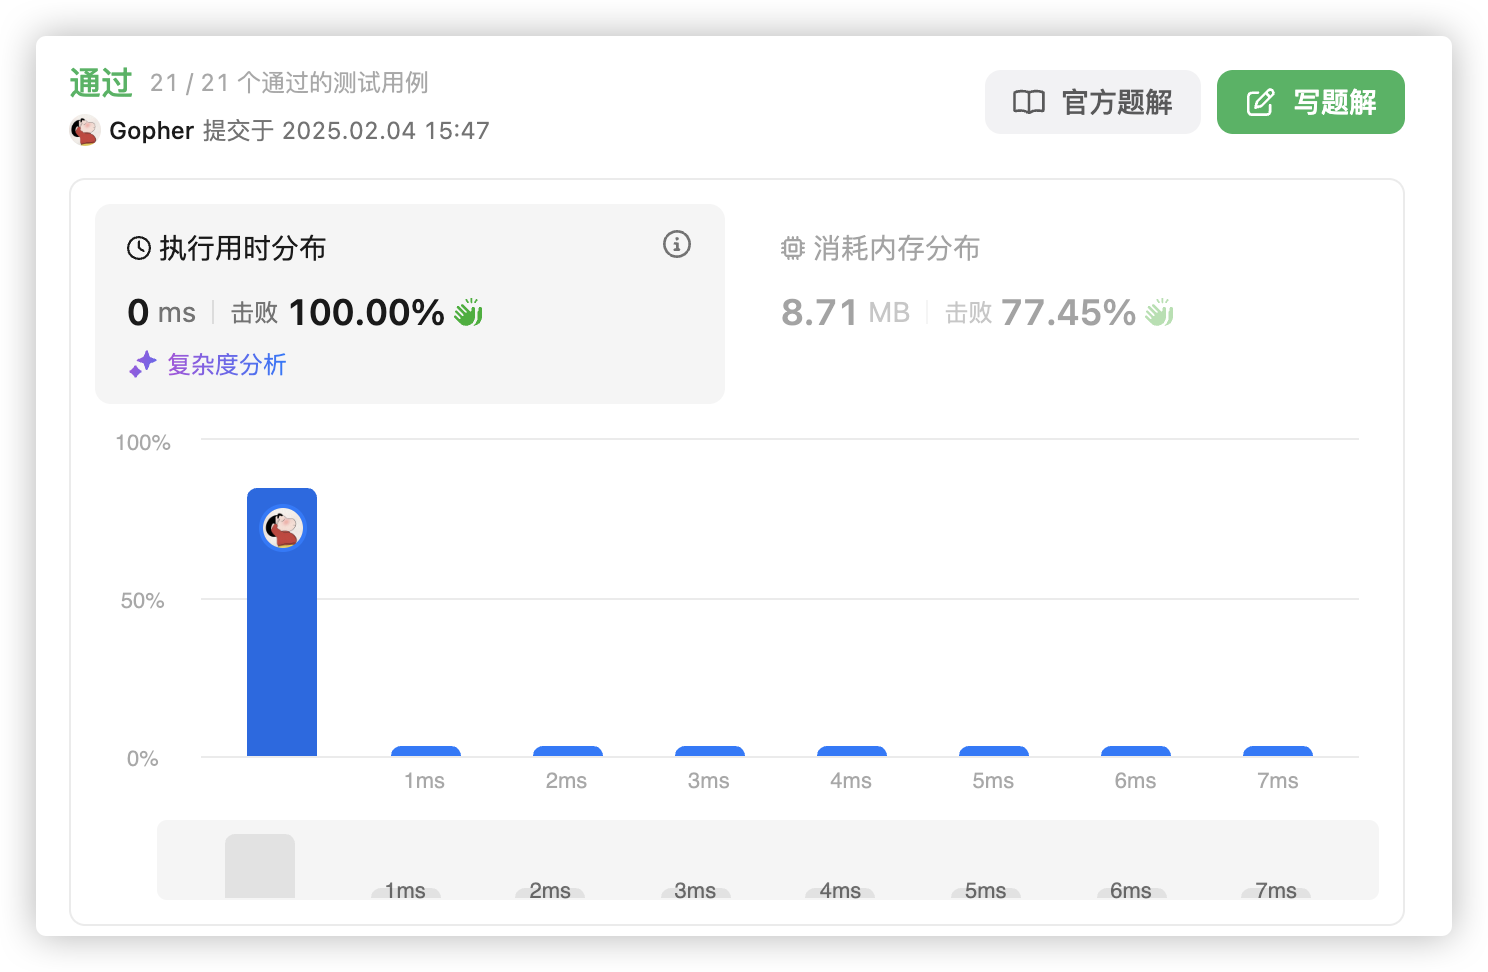 通过 21 / 21 个通过的测试用例
Gopher 提交于 2025.02.04 15:47
官方题解
写题解
执行用时分布
0 ms 击败 100.00%
复杂度分析
消耗内存分布
8.71 MB 击败 77.45%
100%
50%
0%
1ms 2ms 3ms 4ms 5ms 6ms 7ms
1ms 2ms 3ms 4ms 5ms 6ms 7ms